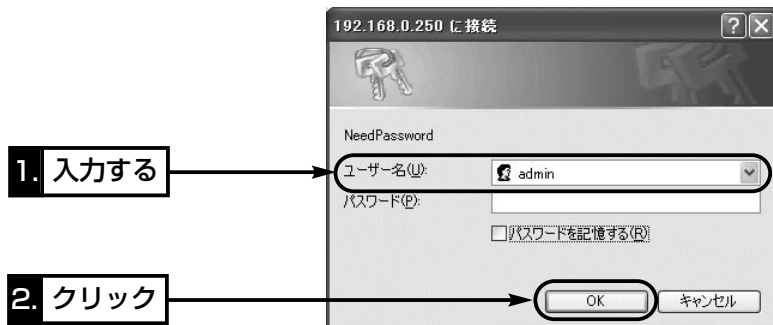 192.168.0.250 に接続
NeedPassword
1. 入力する
ユーザー名(U):
admin
パスワード(P):
パスワードを記憶する(R)
2. クリック
OK
キャンセル